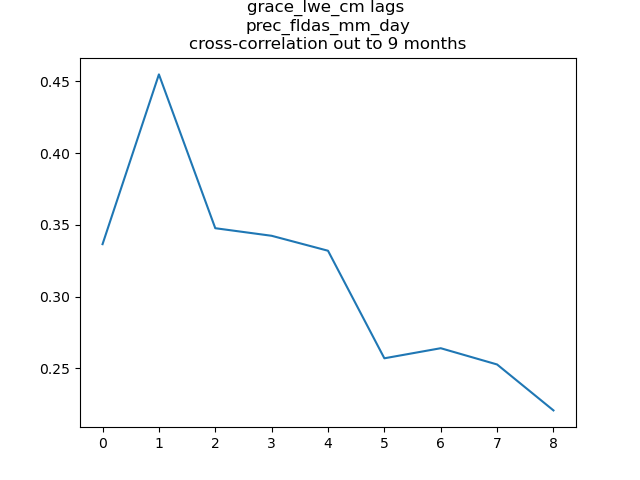 grace_lwe_cm lags
prec_fldas_mm_day
cross-correlation out to 9 months
0.45
0.40
0.35
0.30
0.25
0 1 2 3 4 5 6 7 8